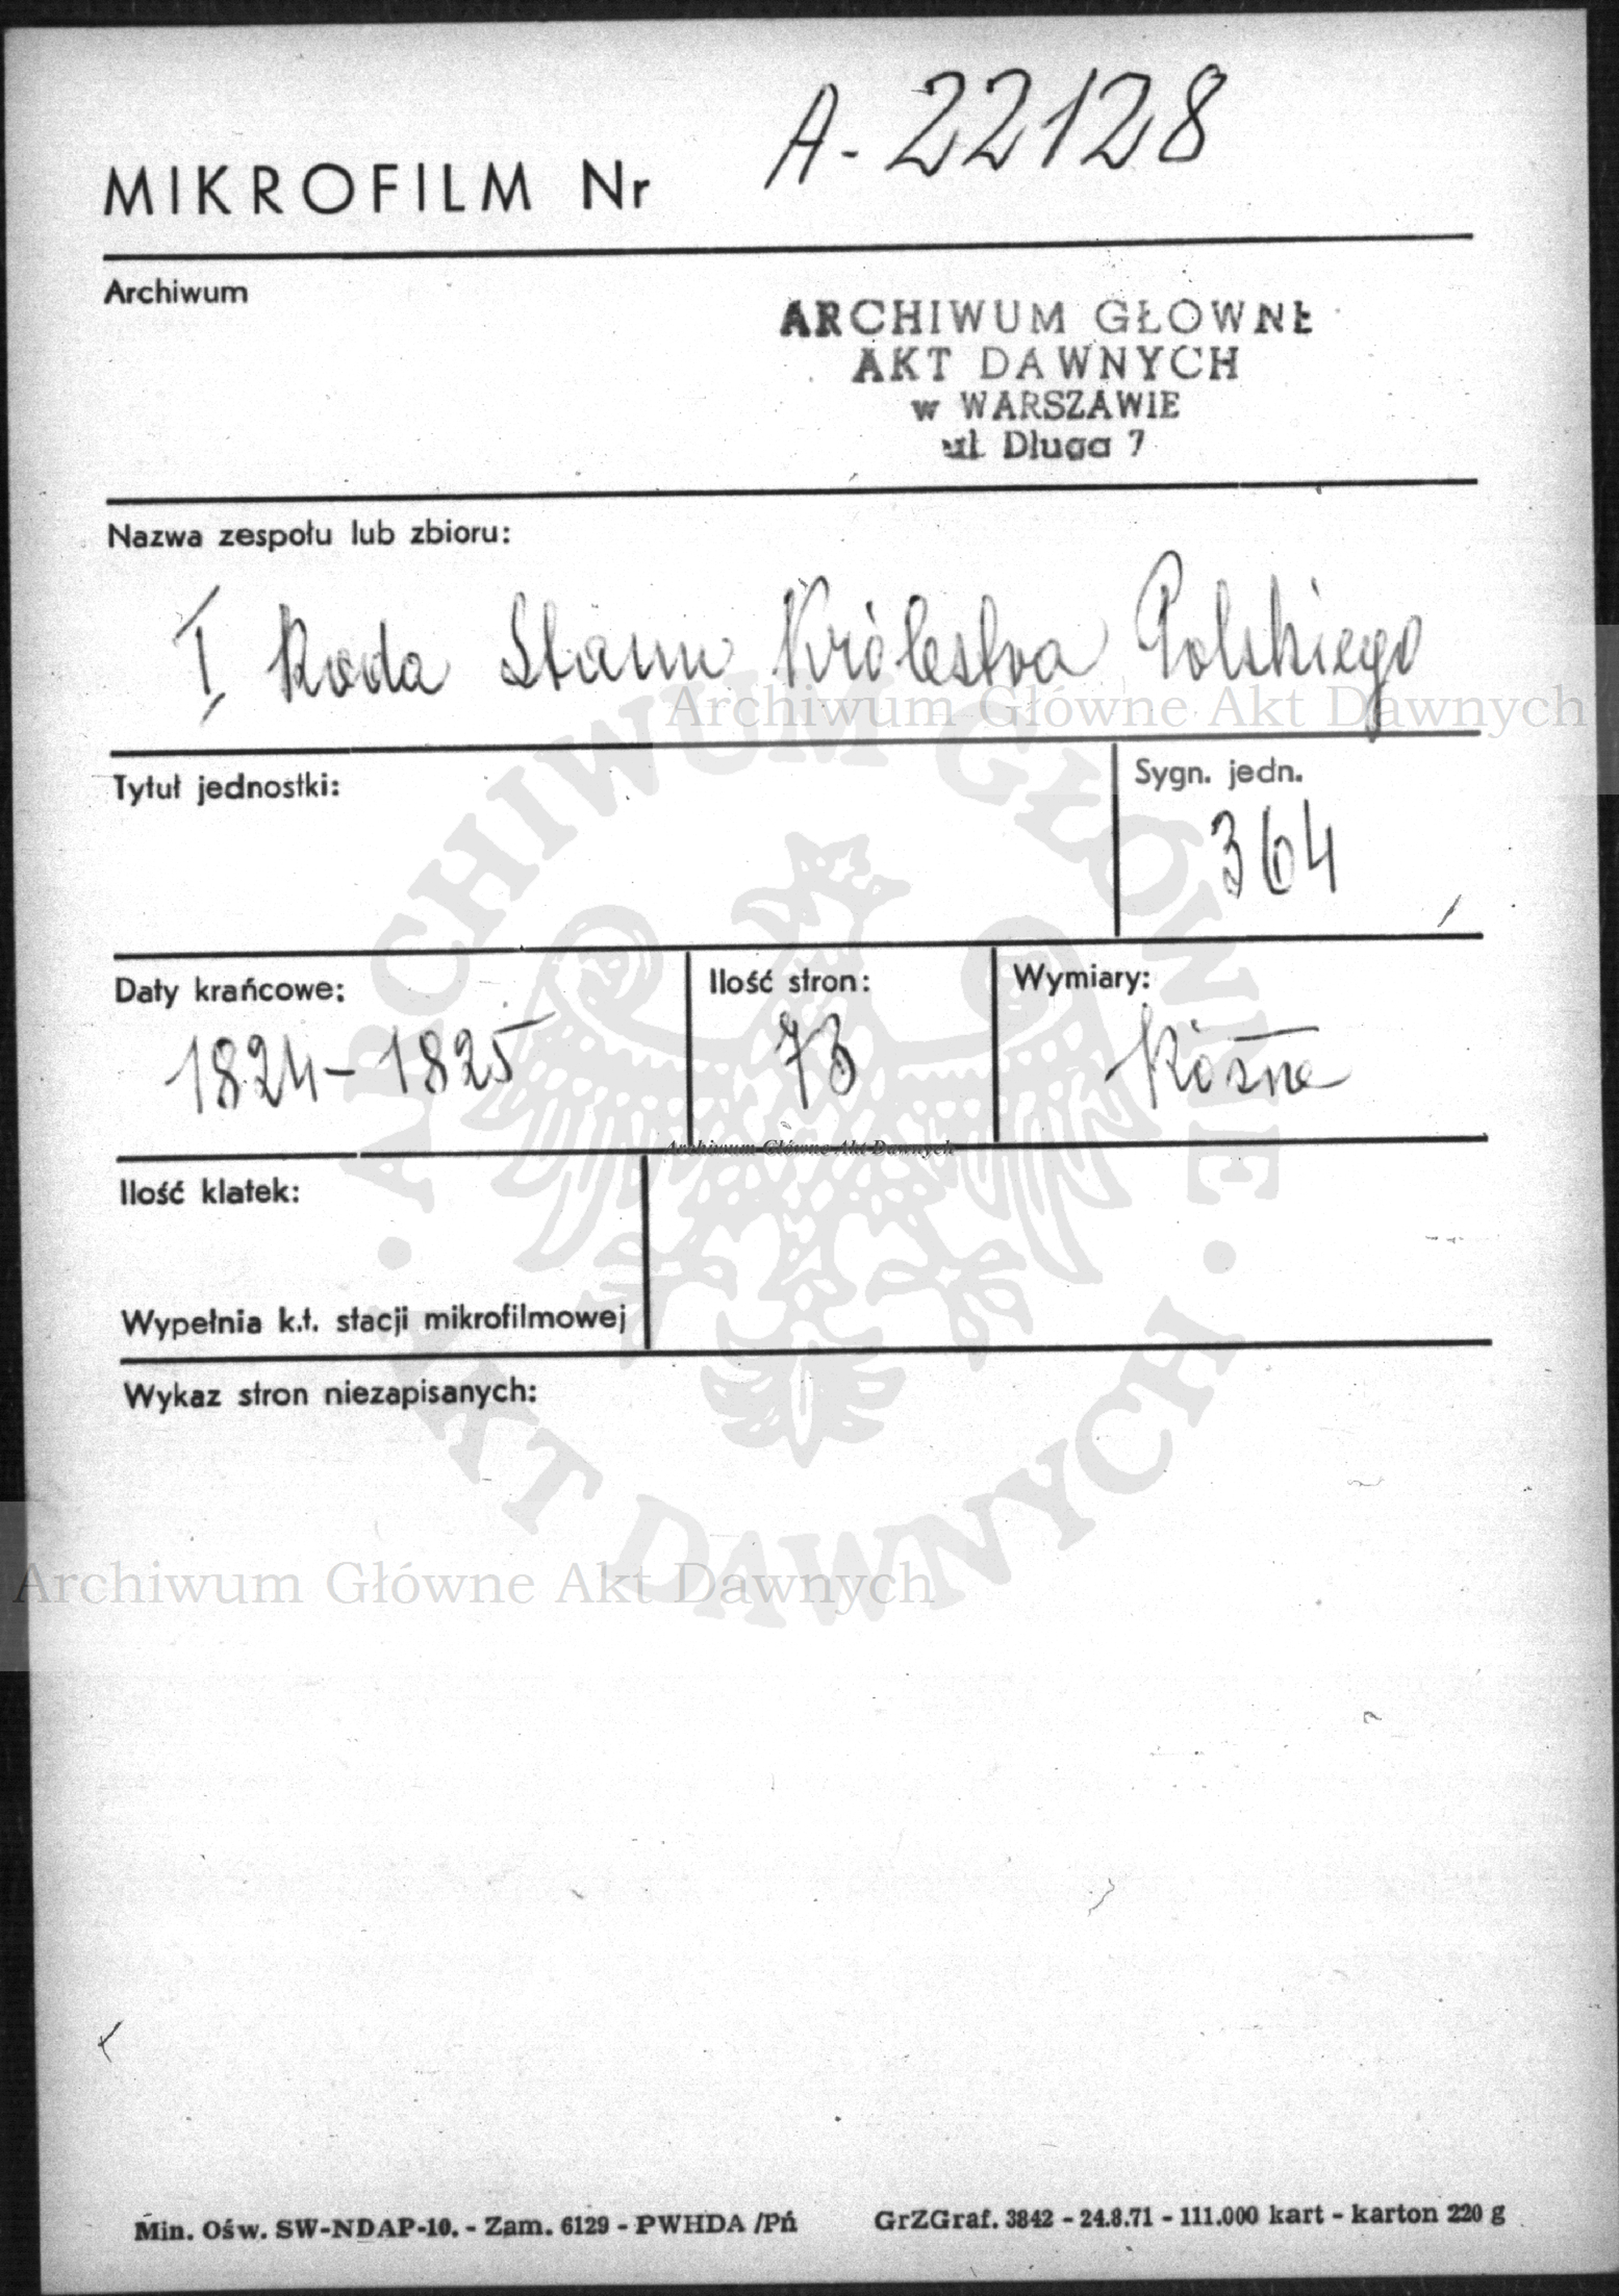 MIKROFILM Nr A-22128
Archiwum
ARCHIWUM GŁOWNE
AKT DAWNYCH
w WARSZAWIE
ul Dluga 7
Nazwa zespołu lub zbioru:
I Rada Stanu Królestwa Polskiego
Archiwum Główne Akt Dawnych
Tytuł jednostki:
Sygn. jedn.
364
Daty krańcowe:
1824-1825
Ilość stron:
73
Wymiary:
Różne
Archiwum Główne Akt Dawnych
Ilość klatek:
Wypełnia k.t. stacji mikrofilmowej
Wykaz stron niezapisanych:
ARCHIWUM GŁÓWNE • AKT DAWNYCH •
Archiwum Główne Akt Dawnych
Min. Ośw. SW-NDAP-10. - Zam. 6129 - PWHDA /Pń GrZGraf. 3842 - 24.8.71 - 111.000 kart - karton 220 g